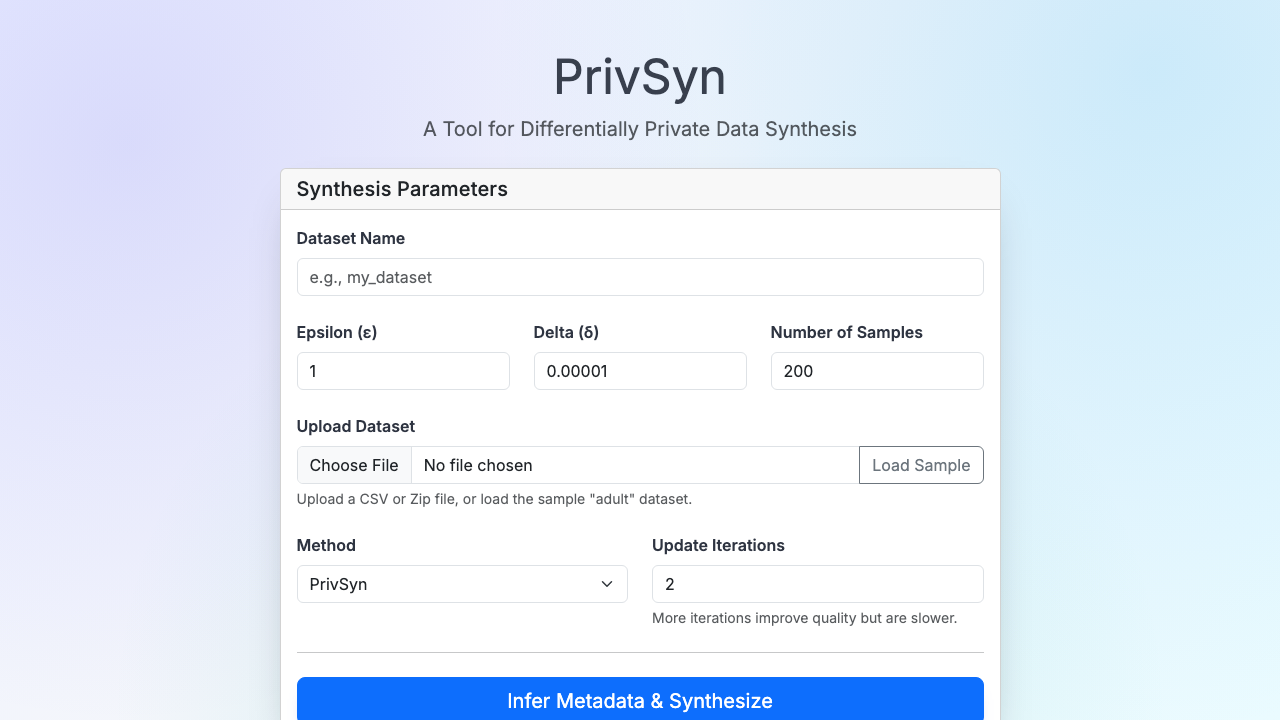 PrivSyn
A Tool for Differentially Private Data Synthesis
Synthesis Parameters
Dataset Name
e.g., my_dataset
Epsilon (ε) Delta (δ) Number of Samples
1 0.00001 200
Upload Dataset
Choose File No file chosen Load Sample
Upload a CSV or Zip file, or load the sample "adult" dataset.
Method Update Iterations
PrivSyn 2
More iterations improve quality but are slower.
Infer Metadata & Synthesize